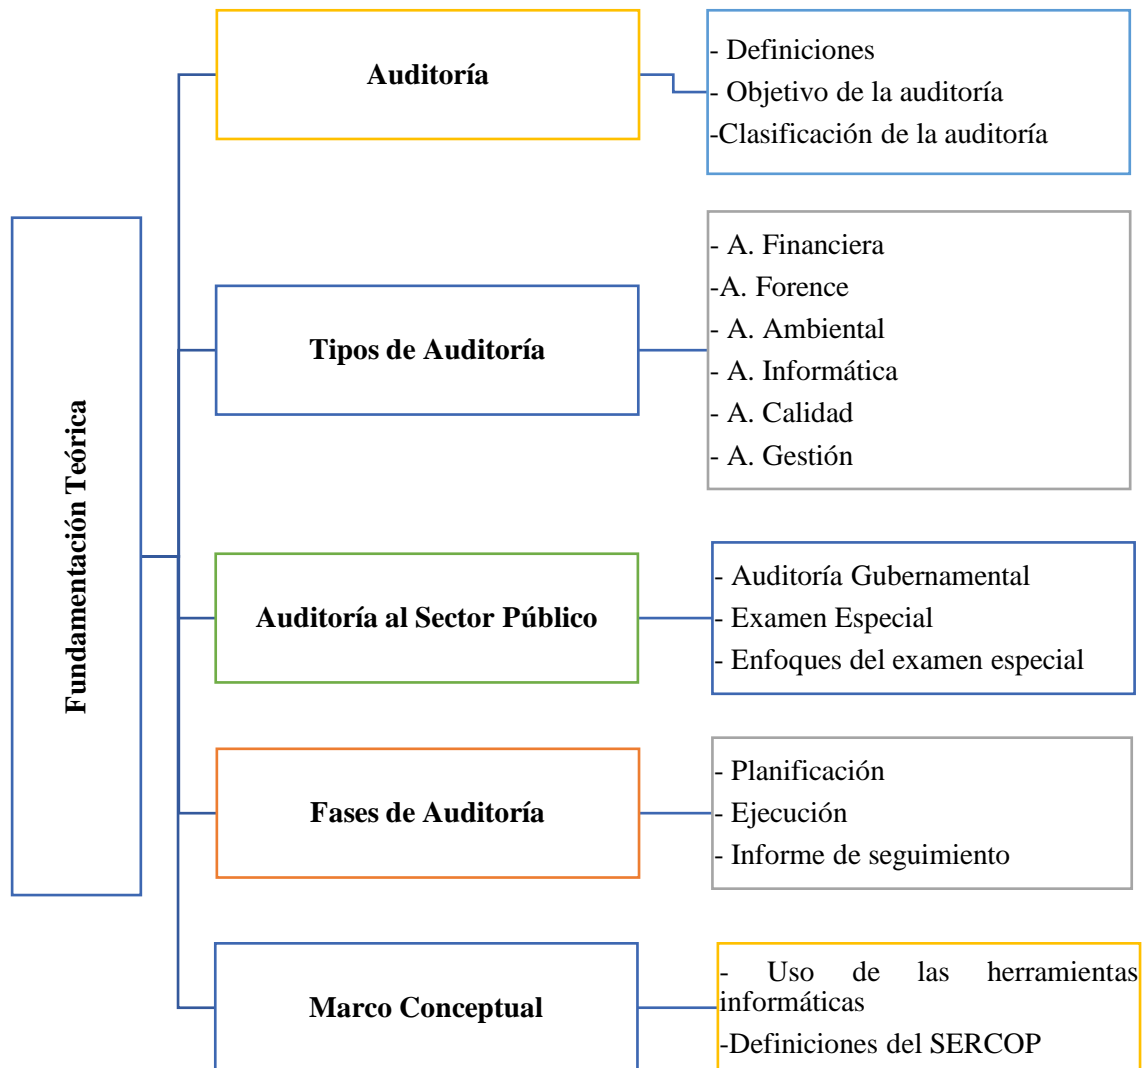 Fundamentación Teórica
Auditoría
- Definiciones
- Objetivo de la auditoría
-Clasificación de la auditoría
Tipos de Auditoría
- A. Financiera
-A. Forence
- A. Ambiental
- A. Informática
- A. Calidad
- A. Gestión
Auditoría al Sector Público
- Auditoría Gubernamental
- Examen Especial
- Enfoques del examen especial
Fases de Auditoría
- Planificación
- Ejecución
- Informe de seguimiento
Marco Conceptual
- Uso de las herramientas
informáticas
-Definiciones del SERCOP